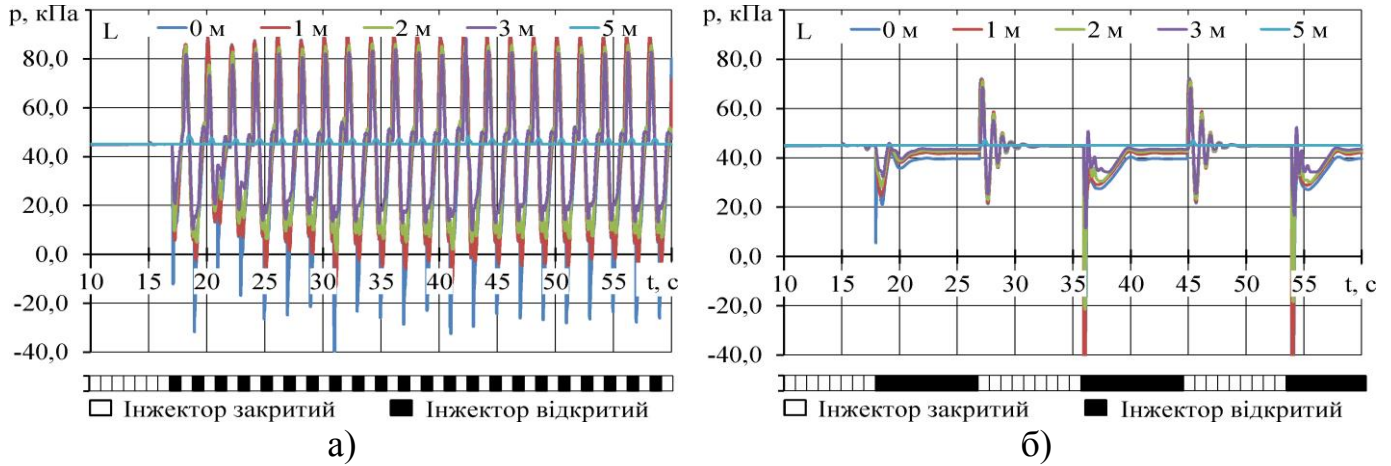 p, кПа
L
0 м
1 м
2 м
3 м
5 м
80,0
60,0
40,0
20,0
0,0
-20,0
-40,0
10 15 20 25 30 35 40 45 50 55 t, с
Інжектор закритий
Інжектор відкритий
а)
p, кПа
L
0 м
1 м
2 м
3 м
5 м
80,0
60,0
40,0
20,0
0,0
-20,0
-40,0
10 15 20 25 30 35 40 45 50 55 t, с
Інжектор закритий
Інжектор відкритий
б)